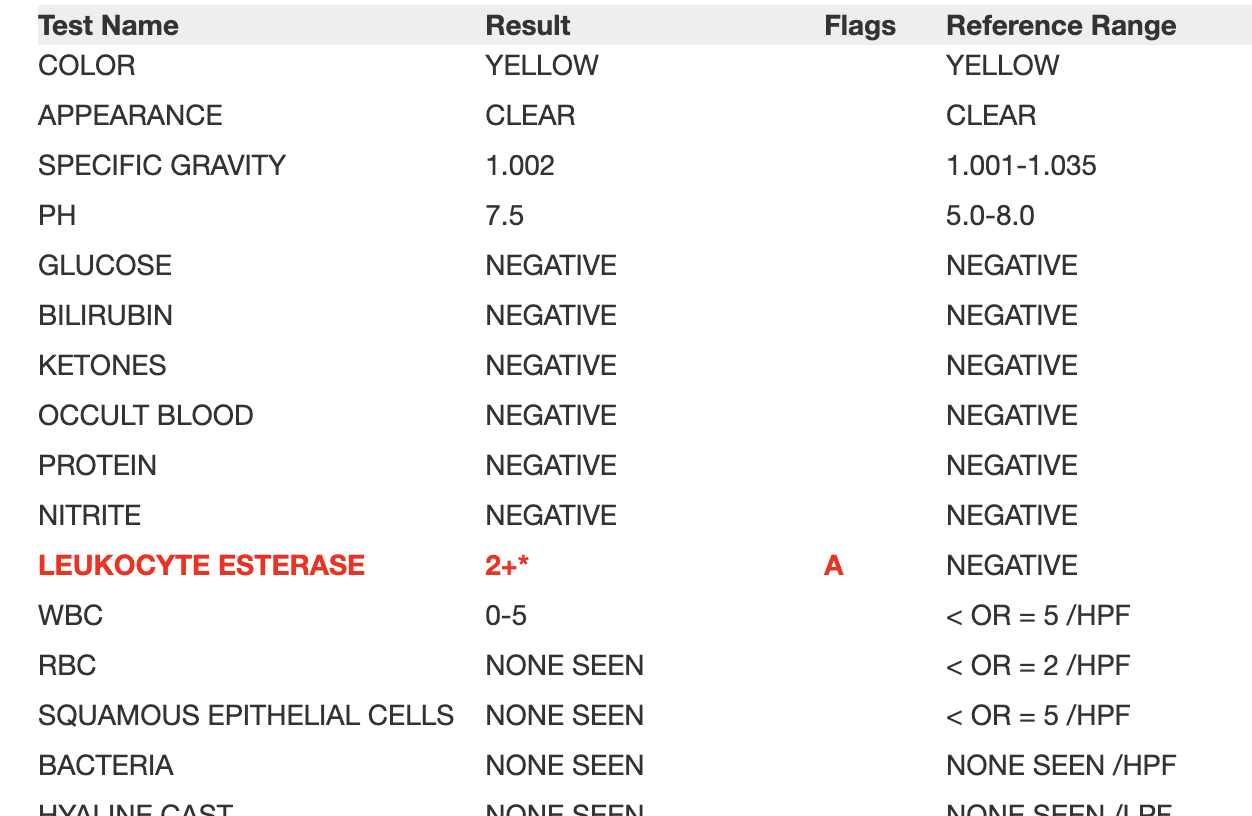 Test Name Result Flags Reference Range
COLOR YELLOW YELLOW
APPEARANCE CLEAR CLEAR
SPECIFIC GRAVITY 1.002 1.001-1.035
PH 7.5 5.0-8.0
GLUCOSE NEGATIVE NEGATIVE
BILIRUBIN NEGATIVE NEGATIVE
KETONES NEGATIVE NEGATIVE
OCCULT BLOOD NEGATIVE NEGATIVE
PROTEIN NEGATIVE NEGATIVE
NITRITE NEGATIVE NEGATIVE
LEUKOCYTE ESTERASE 2+* A NEGATIVE
WBC 0-5 < OR = 5 /HPF
RBC NONE SEEN < OR = 2 /HPF
SQUAMOUS EPITHELIAL CELLS NONE SEEN < OR = 5 /HPF
BACTERIA NONE SEEN NONE SEEN /HPF
HYALINE CAST NONE SEEN NONE SEEN /LPF